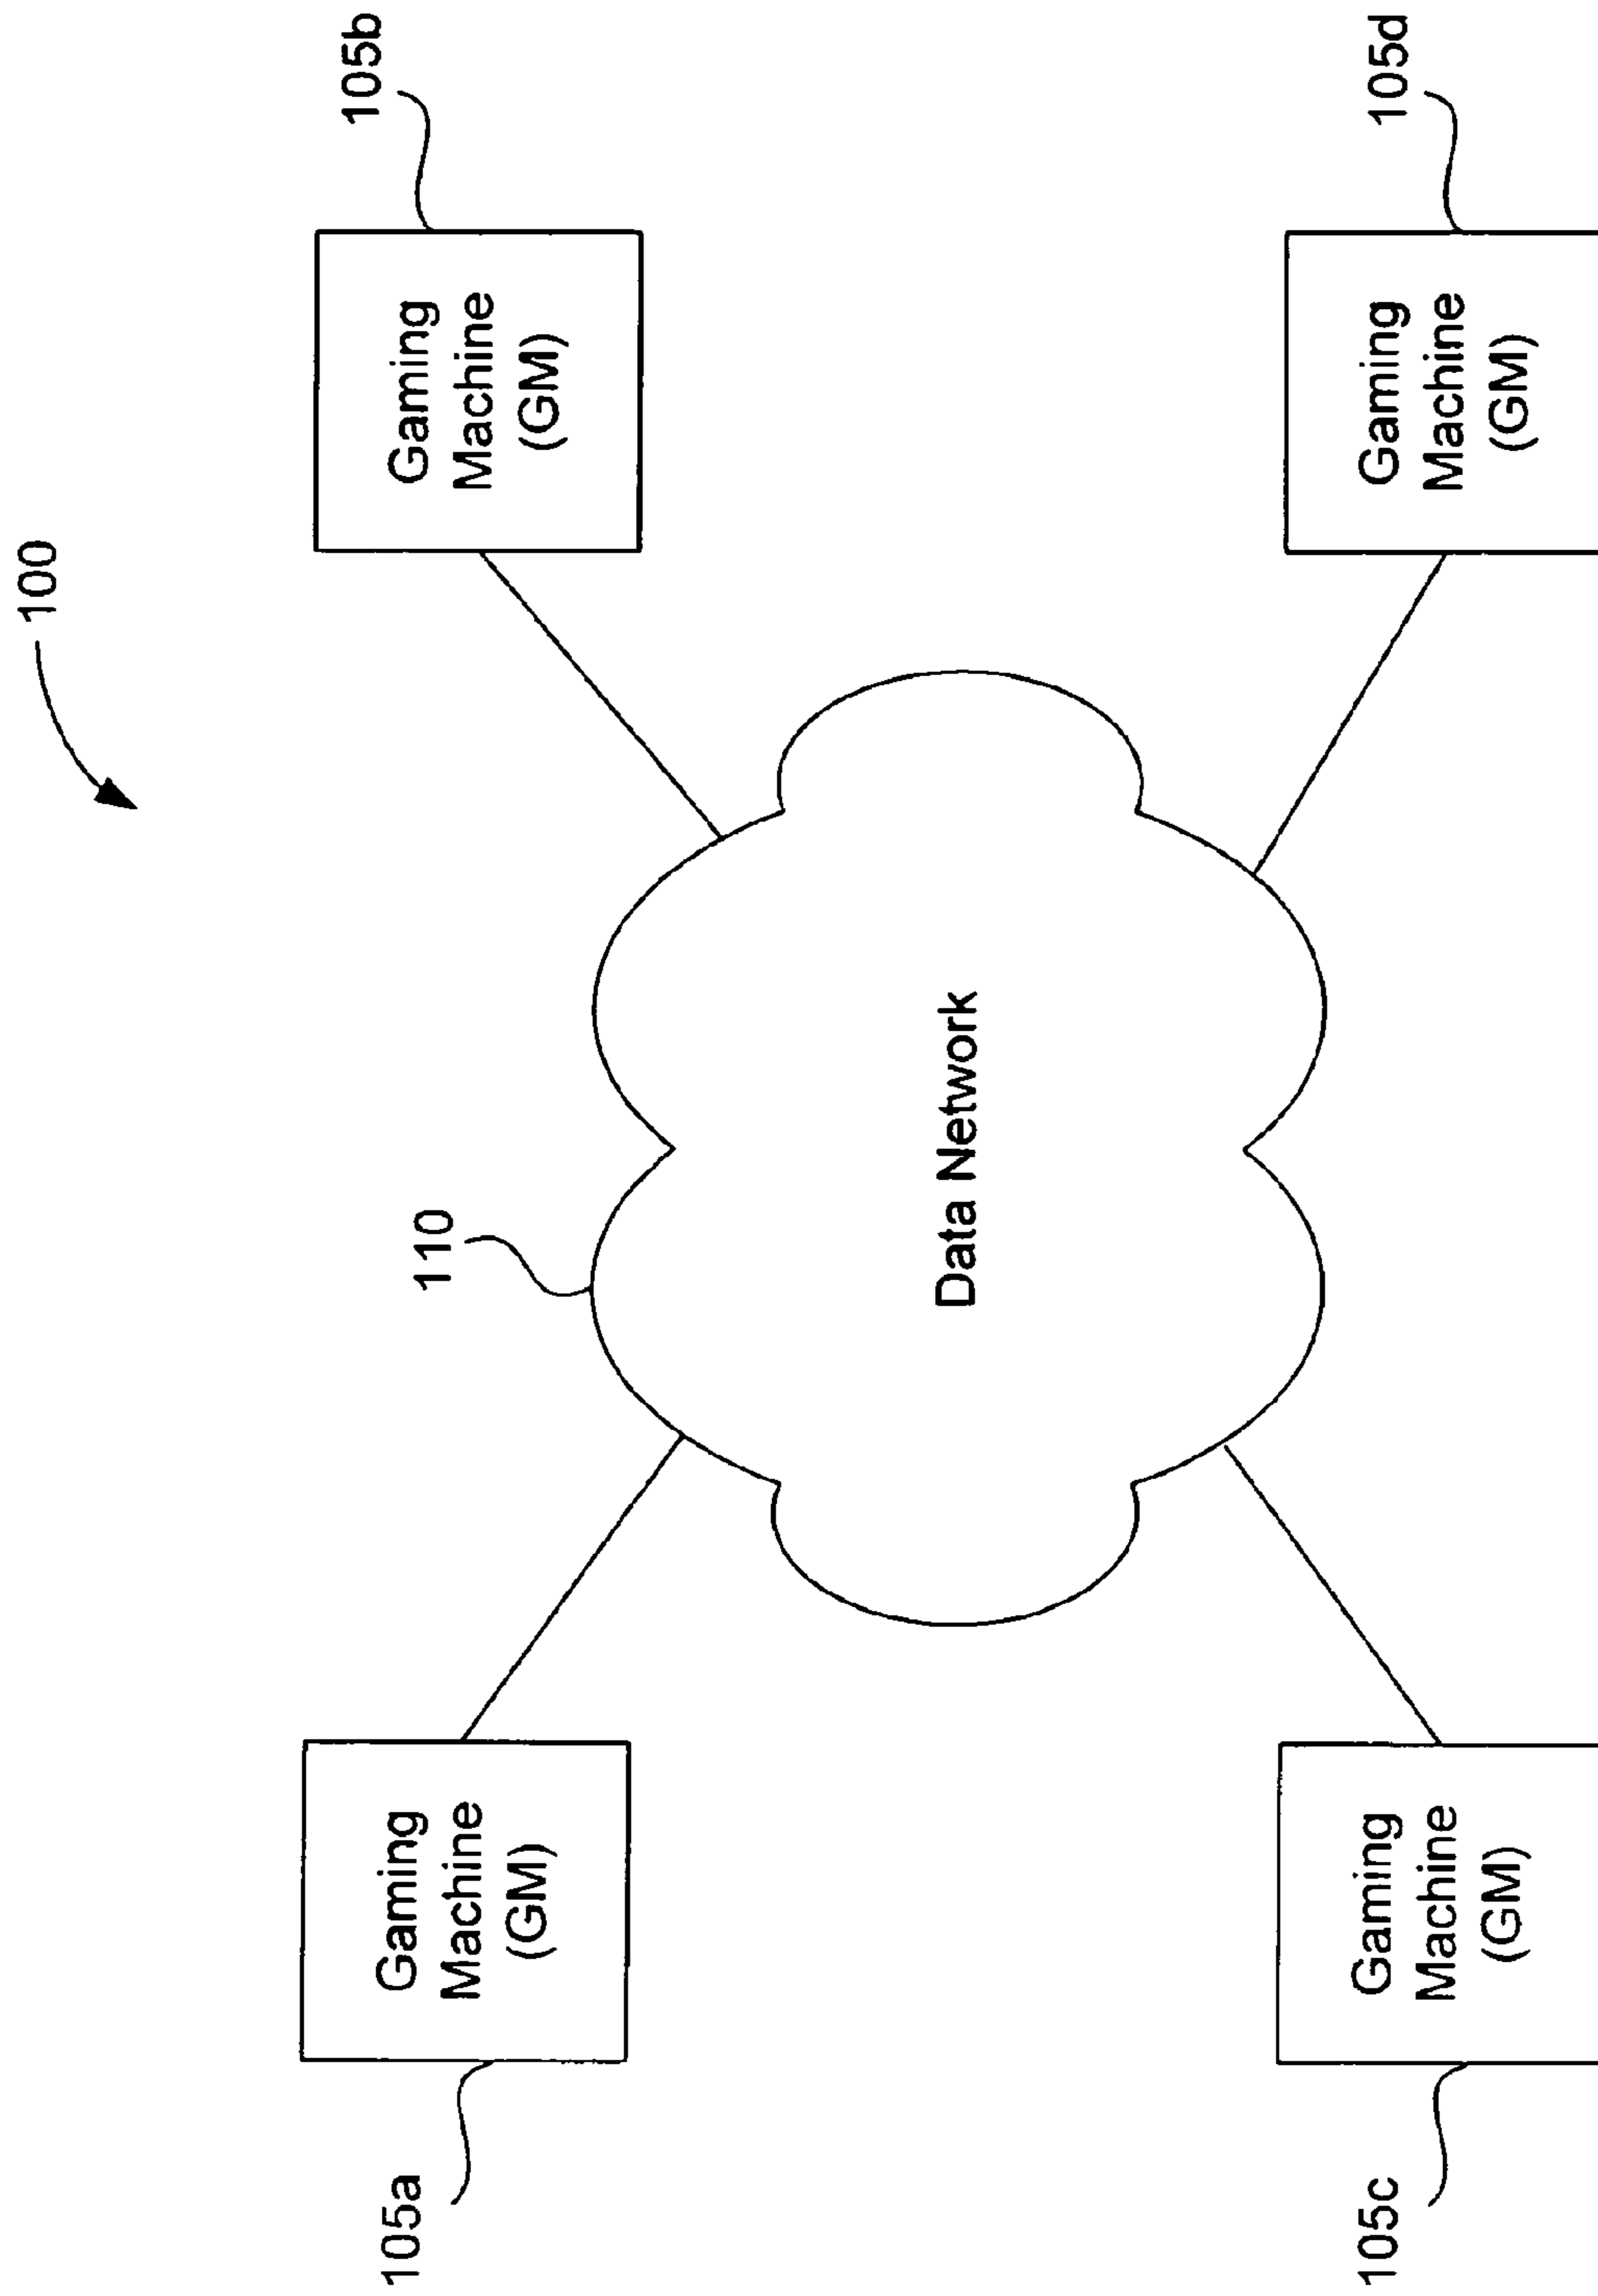 100
105a
Gaming
Machine
(GM)
105b
Gaming
Machine
(GM)
110
Data Network
105c
Gaming
Machine
(GM)
105d
Gaming
Machine
(GM)